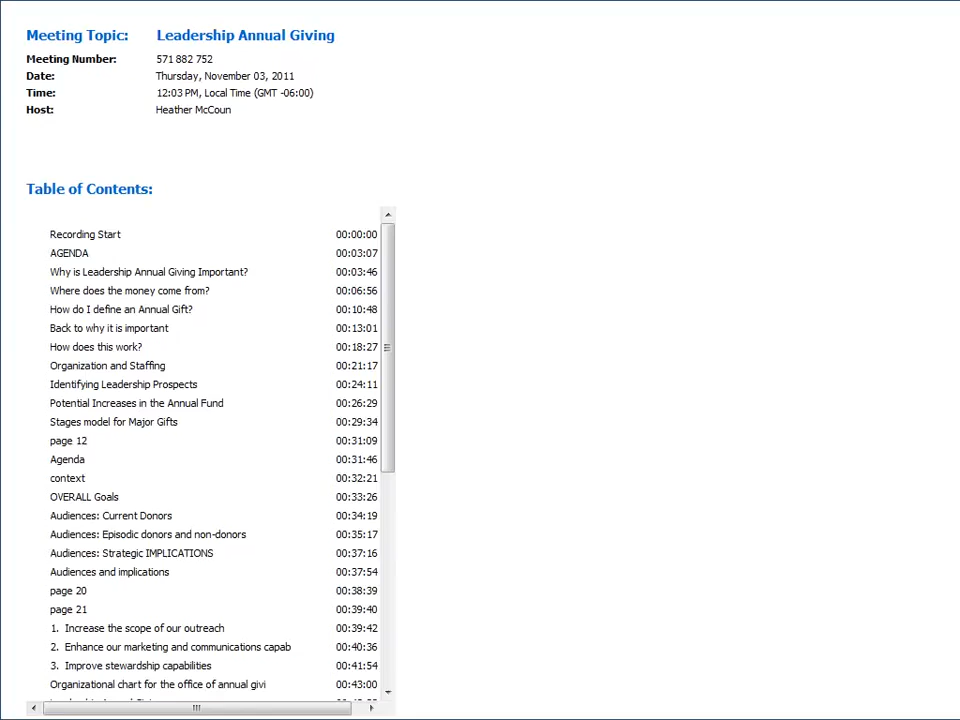 Meeting Topic: Leadership Annual Giving
Meeting Number: 571 882 752
Date: Thursday, November 03, 2011
Time: 12:03 PM, Local Time (GMT -06:00)
Host: Heather McCoun
Table of Contents:
Recording Start 00:00:00
AGENDA 00:03:07
Why is Leadership Annual Giving Important? 00:03:46
Where does the money come from? 00:06:56
How do I define an Annual Gift? 00:10:48
Back to why it is important 00:13:01
How does this work? 00:18:27
Organization and Staffing 00:21:17
Identifying Leadership Prospects 00:24:11
Potential Increases in the Annual Fund 00:26:29
Stages model for Major Gifts 00:29:34
page 12 00:31:09
Agenda 00:31:46
context 00:32:21
OVERALL Goals 00:33:26
Audiences: Current Donors 00:34:19
Audiences: Episodic donors and non-donors 00:35:17
Audiences: Strategic IMPLICATIONS 00:37:16
Audiences and implications 00:37:54
page 20 00:38:39
page 21 00:39:40
1. Increase the scope of our outreach 00:39:42
2. Enhance our marketing and communications capab 00:40:36
3. Improve stewardship capabilities 00:41:54
Organizational chart for the office of annual givi 00:43:00